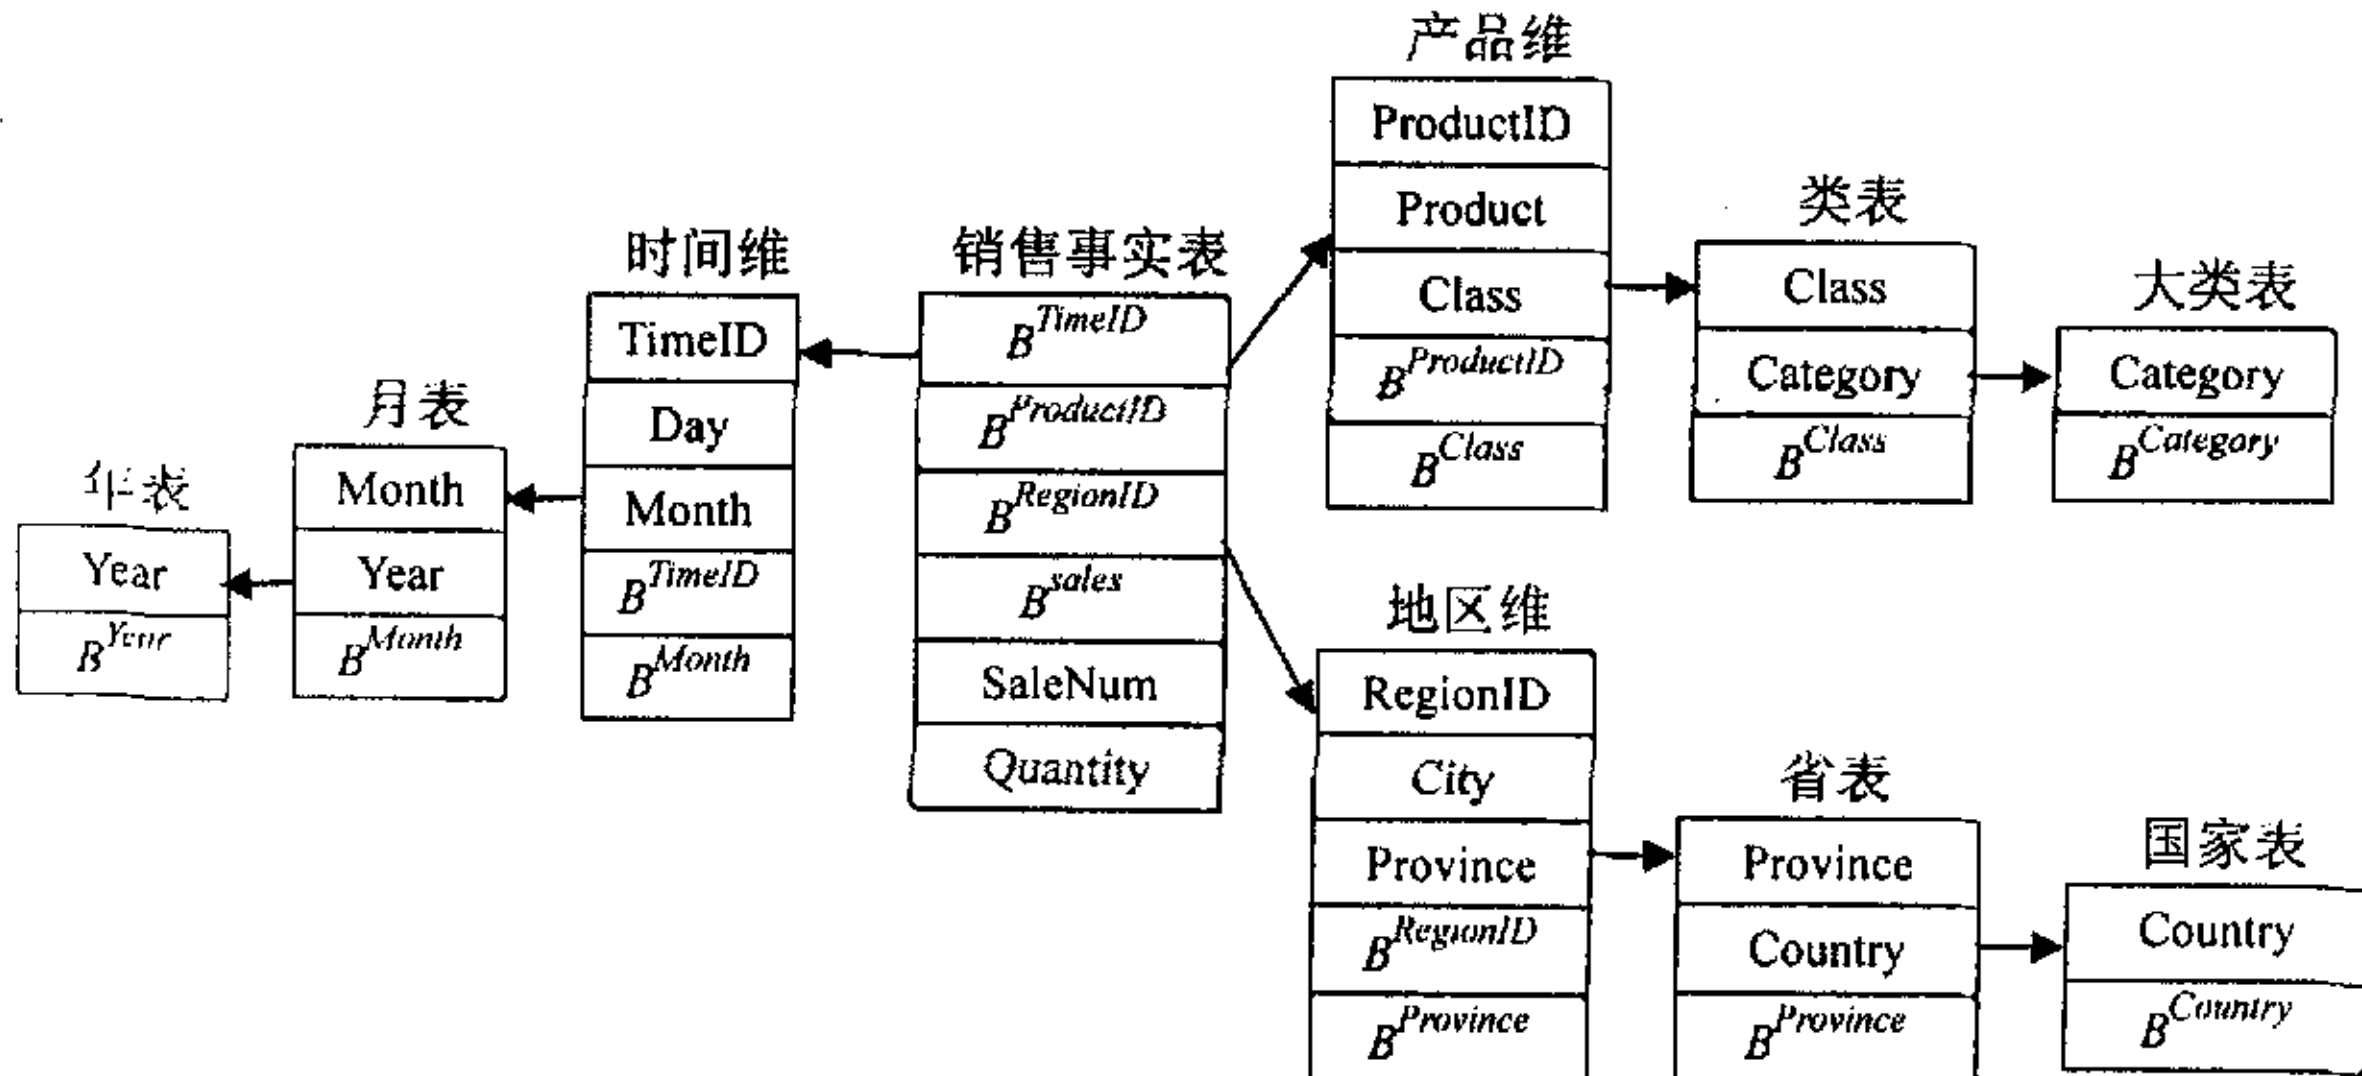 年表
Year
B^Year
月表
Month
Year
B^Month
时间维
TimeID
Day
Month
B^TimeID
B^Month
销售事实表
B^TimeID
B^ProductID
B^RegionID
B^sales
SaleNum
Quantity
产品维
ProductID
Product
Class
B^ProductID
B^Class
类表
Class
Category
B^Class
大类表
Category
B^Category
地区维
RegionID
City
Province
B^RegionID
B^Province
省表
Province
Country
B^Province
国家表
Country
B^Country